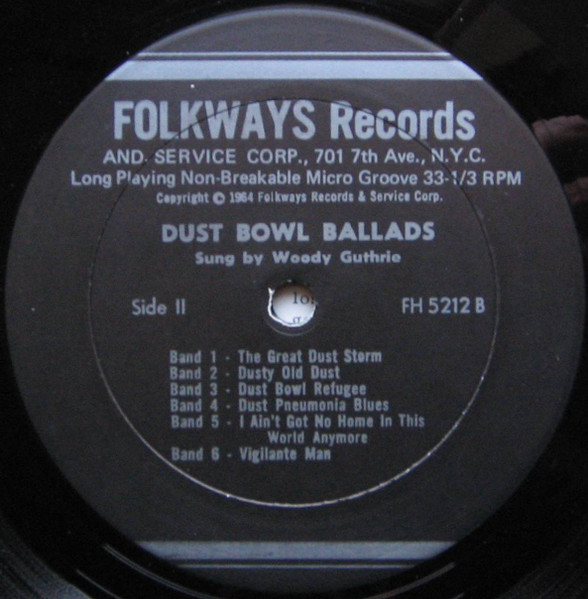 FOLKWAYS Records
AND SERVICE CORP., 701 7th Ave., N.Y.C.
Long Playing Non-Breakable Micro Groove 33-1/3 RPM
Copyright © 1964 Folkways Records & Service Corp.
DUST BOWL BALLADS
Sung by Woody Guthrie
Side II
FH 5212 B
Band 1 - The Great Dust Storm
Band 2 - Dusty Old Dust
Band 3 - Dust Bowl Refugee
Band 4 - Dust Pneumonia Blues
Band 5 - I Ain't Got No Home In This
World Anymore
Band 6 - Vigilante Man